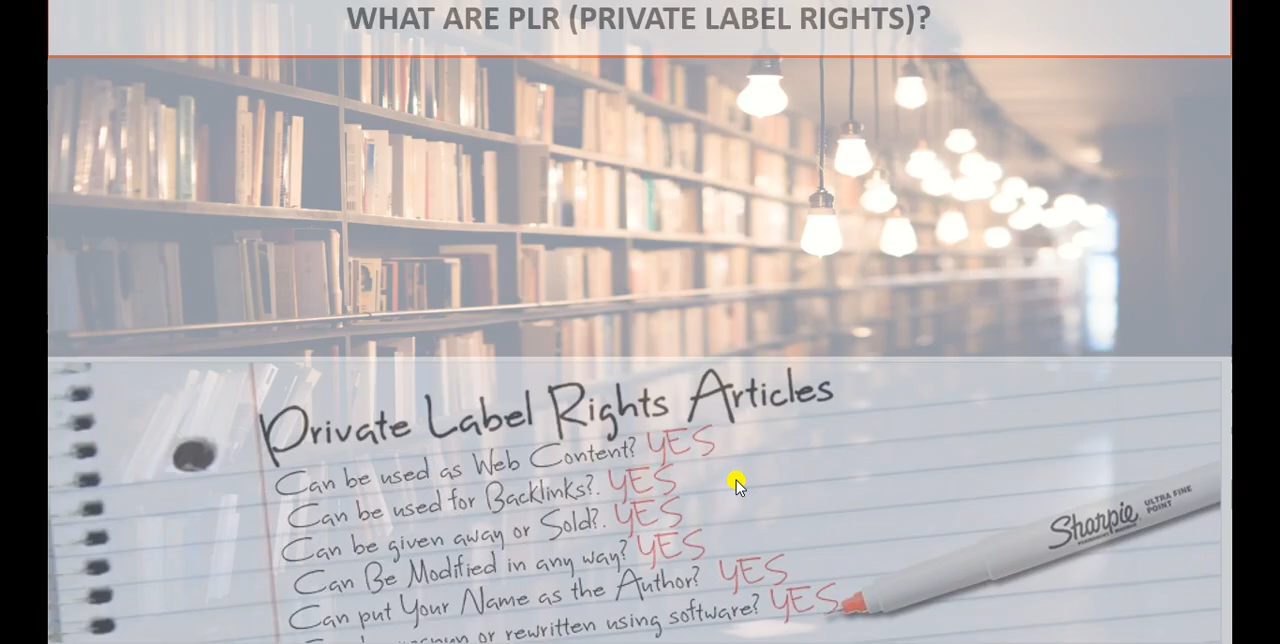 WHAT ARE PLR (PRIVATE LABEL RIGHTS)?
Private Label Rights Articles
Can be used as Web Content? YES
Can be used for Backlinks?. YES
Can be given away or Sold?. YES
Can Be Modified in any way? YES
Can put Your Name as the Author? YES
or rewritten using software? YES
Sharpie
ULTRA FINE
POINT